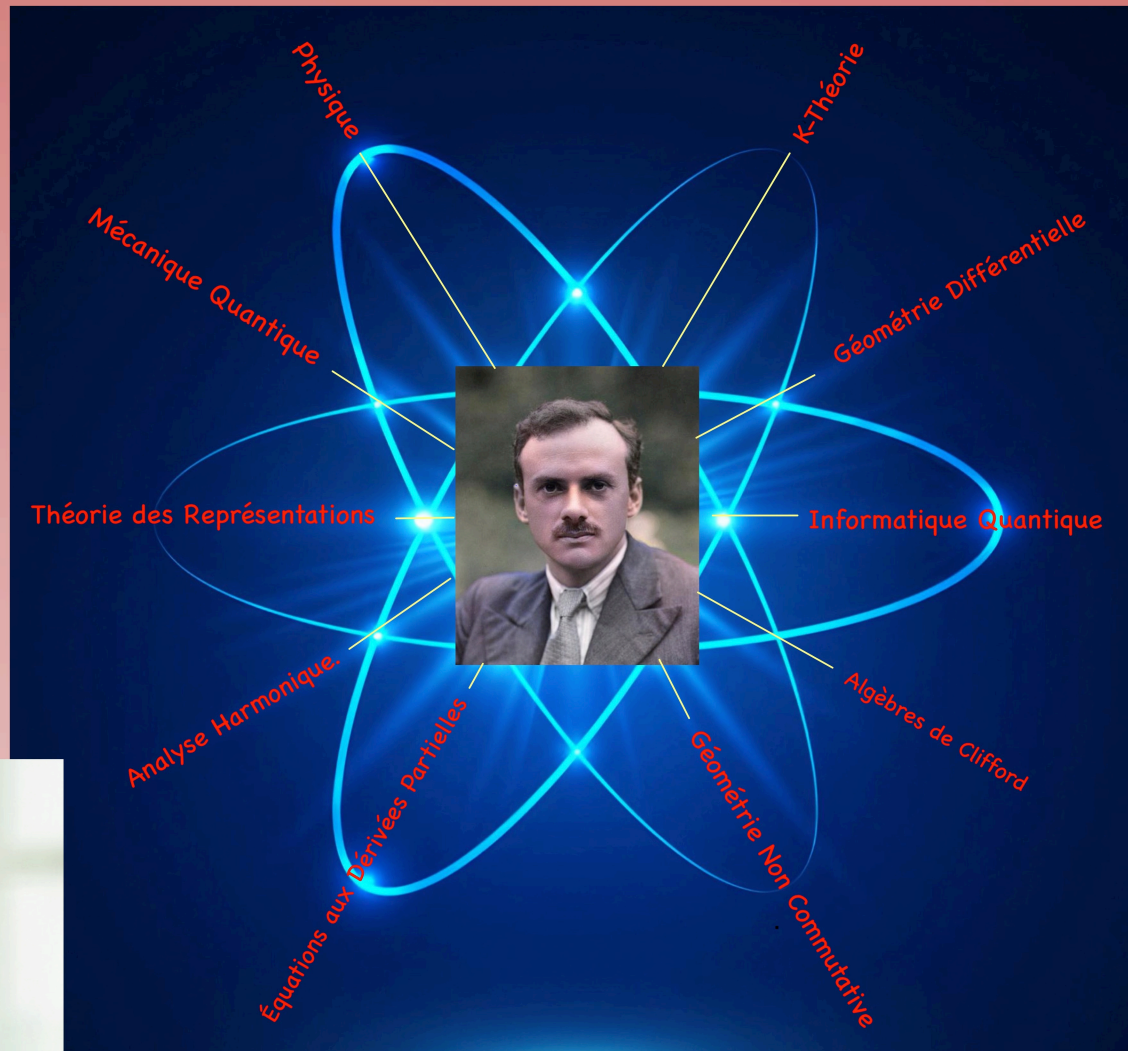 Physique
K-Théorie
Mécanique Quantique
Géométrie Différentielle
Théorie des Représentations
Informatique Quantique
Analyse Harmonique.
Algèbres de Clifford
Équations aux Dérivées Partielles
Géométrie Non Commutative